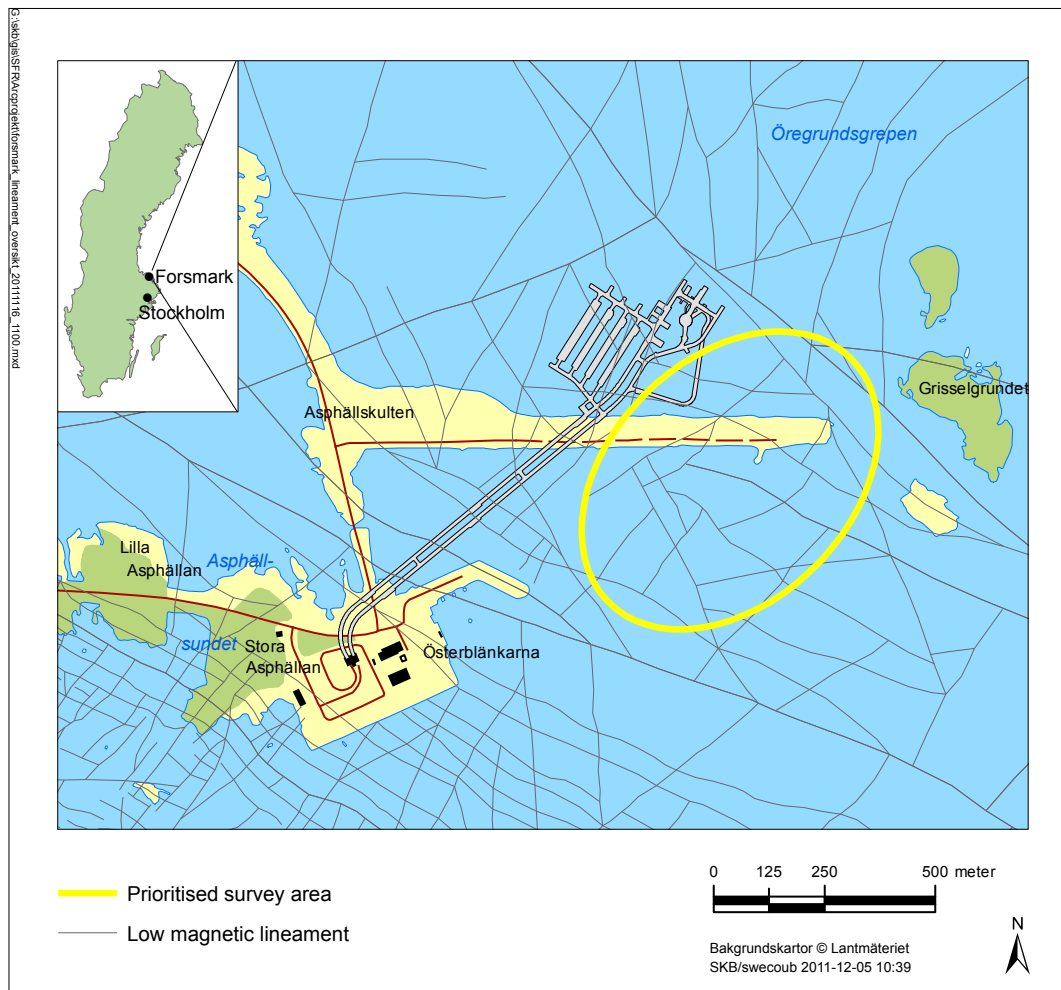 G:\skb\gis\SFR\Arcprojekt\forsmark_lineament_oversikt_20111116_1100.mxd
Öregrundsgrepen
Forsmark
Stockholm
Grisselgrundet
Asphällskulten
Lilla
Asphällan
Asphäll-
sundet
Stora
Asphällan
Österblänkarna
0 125 250 500 meter
Prioritised survey area
Low magnetic lineament
N
Bakgrundskartor © Lantmäteriet
SKB/swecoub 2011-12-05 10:39